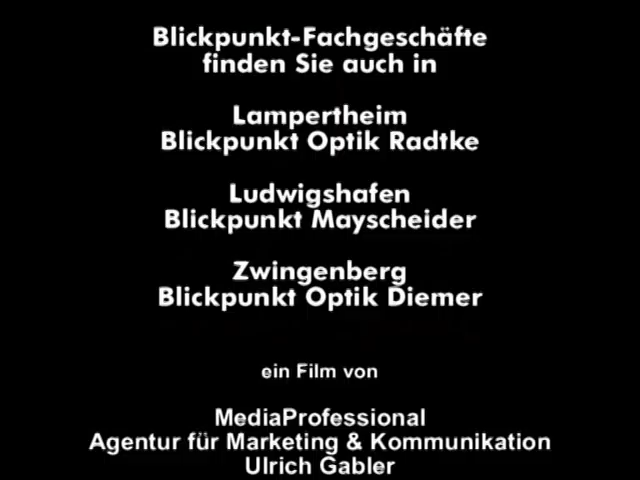 Blickpunkt-Fachgeschäfte
finden Sie auch in
Lampertheim
Blickpunkt Optik Radtke
Ludwigshafen
Blickpunkt Mayscheider
Zwingenberg
Blickpunkt Optik Diemer
ein Film von
MediaProfessional
Agentur für Marketing & Kommunikation
Ulrich Gabler